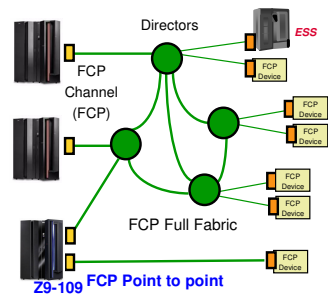 Directors
ESS
FCP
Device
FCP
Channel
(FCP)
FCP
Device
FCP
Device
FCP
Device
FCP
Device
FCP Full Fabric
FCP
Device
Z9-109
FCP Point to point